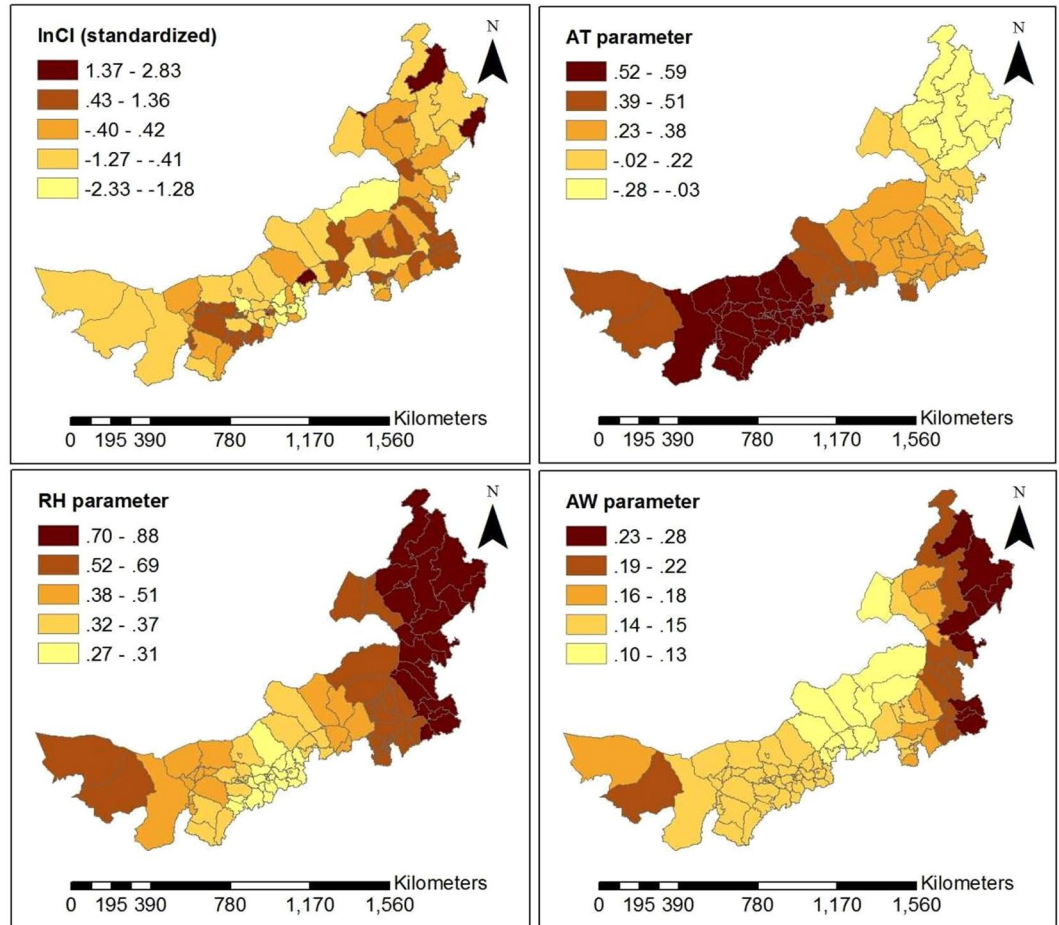 lnCI (standardized)
1.37 - 2.83
.43 - 1.36
-.40 - .42
-1.27 - -.41
-2.33 - -1.28
N
Kilometers
0 195 390 780 1,170 1,560
AT parameter
.52 - .59
.39 - .51
.23 - .38
-.02 - .22
-.28 - -.03
N
Kilometers
0 195 390 780 1,170 1,560
RH parameter
.70 - .88
.52 - .69
.38 - .51
.32 - .37
.27 - .31
N
Kilometers
0 195 390 780 1,170 1,560
AW parameter
.23 - .28
.19 - .22
.16 - .18
.14 - .15
.10 - .13
N
Kilometers
0 195 390 780 1,170 1,560